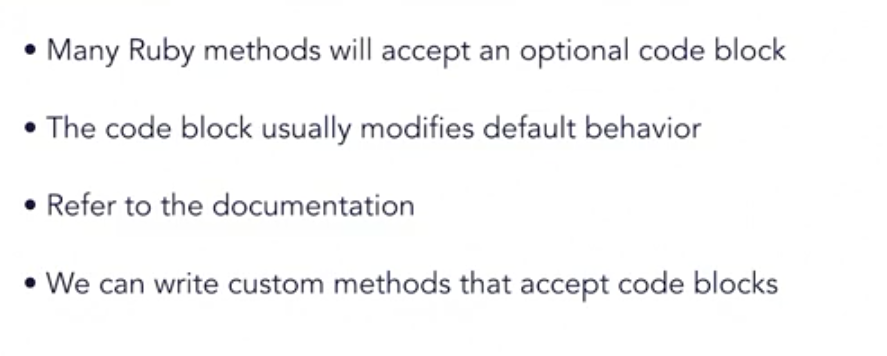 • Many Ruby methods will accept an optional code block
• The code block usually modifies default behavior
• Refer to the documentation
• We can write custom methods that accept code blocks